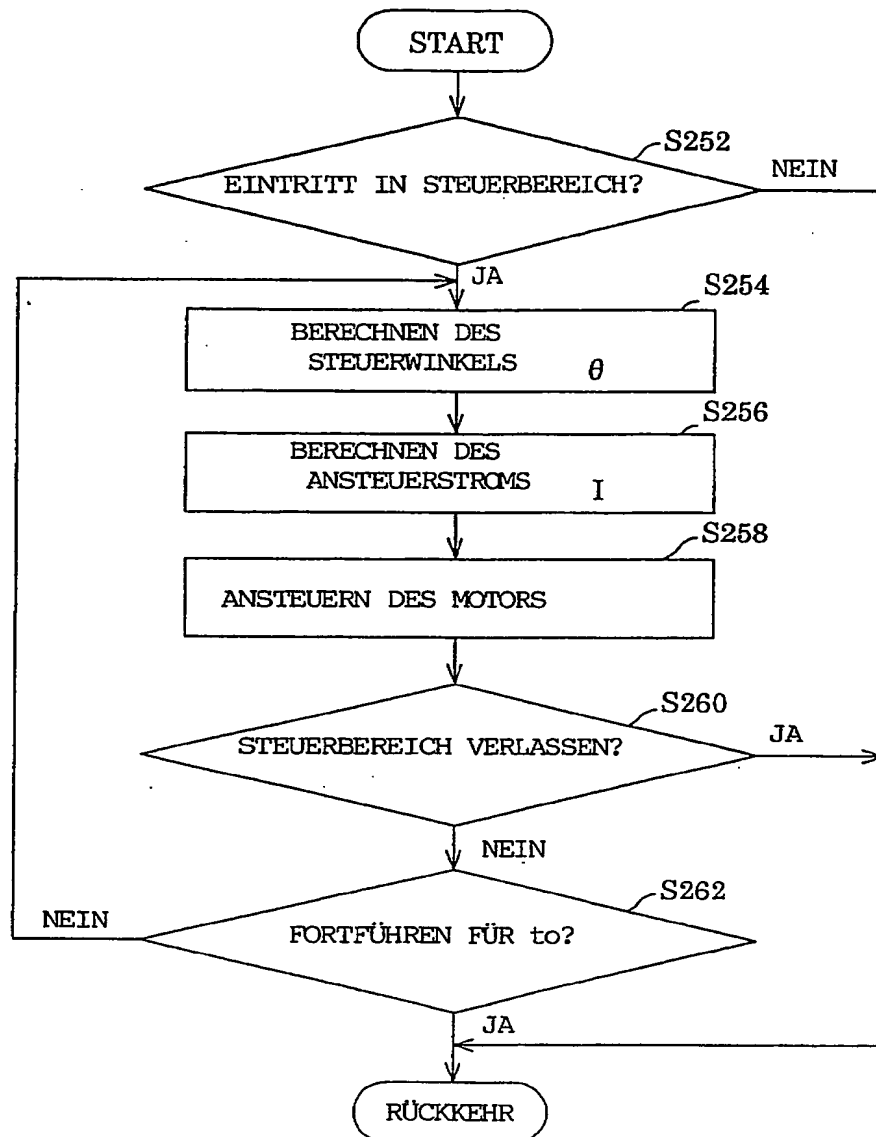 START
S252
EINTRITT IN STEUERBEREICH?
NEIN
JA
S254
BERECHNEN DES
STEUERWINKELS θ
S256
BERECHNEN DES
ANSTEUERSTROMS I
S258
ANSTEUERN DES MOTORS
S260
STEUERBEREICH VERLASSEN?
JA
NEIN
S262
NEIN
FORTFÜHREN FÜR to?
JA
RÜCKKEHR